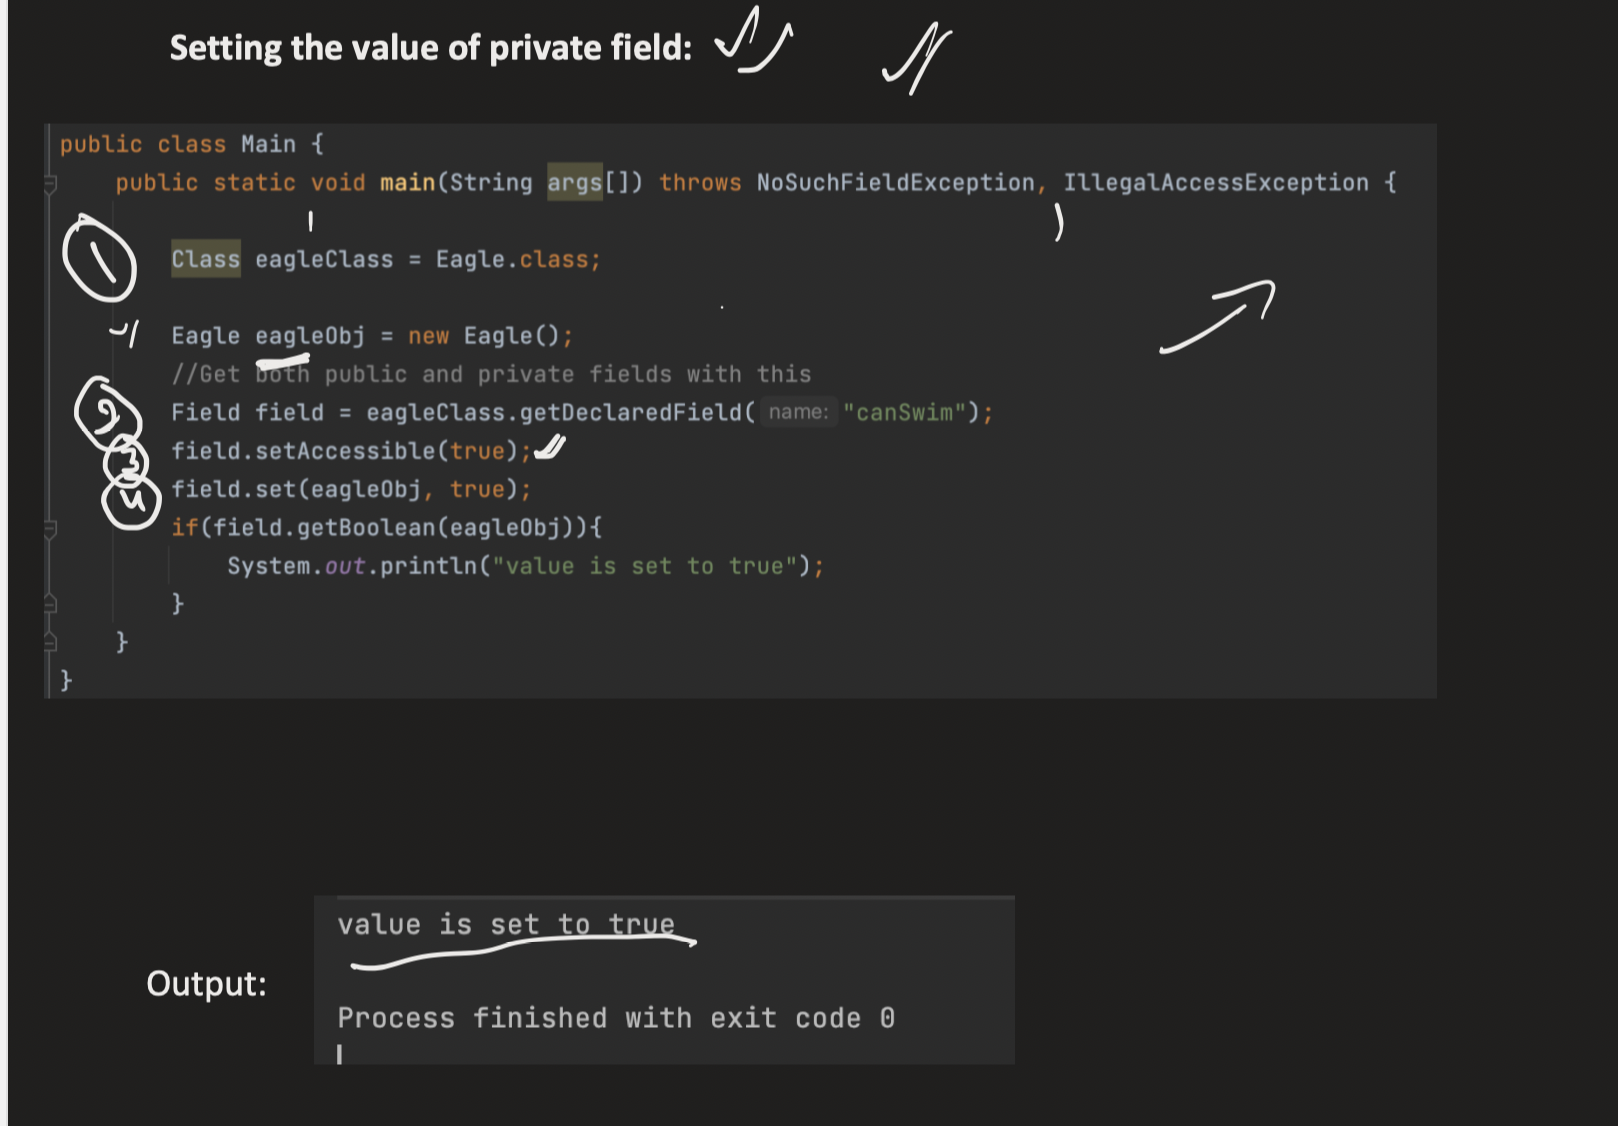 Setting the value of private field:
public class Main {
public static void main(String args[]) throws NoSuchFieldException, IllegalAccessException {
1
Class eagleClass = Eagle.class;
Eagle eagleObj = new Eagle();
//Get both public and private fields with this
2
Field field = eagleClass.getDeclaredField( name: "canSwim");
3
field.setAccessible(true);
4
field.set(eagleObj, true);
if(field.getBoolean(eagleObj)){
System.out.println("value is set to true");
}
}
}
value is set to true
Output:
Process finished with exit code 0